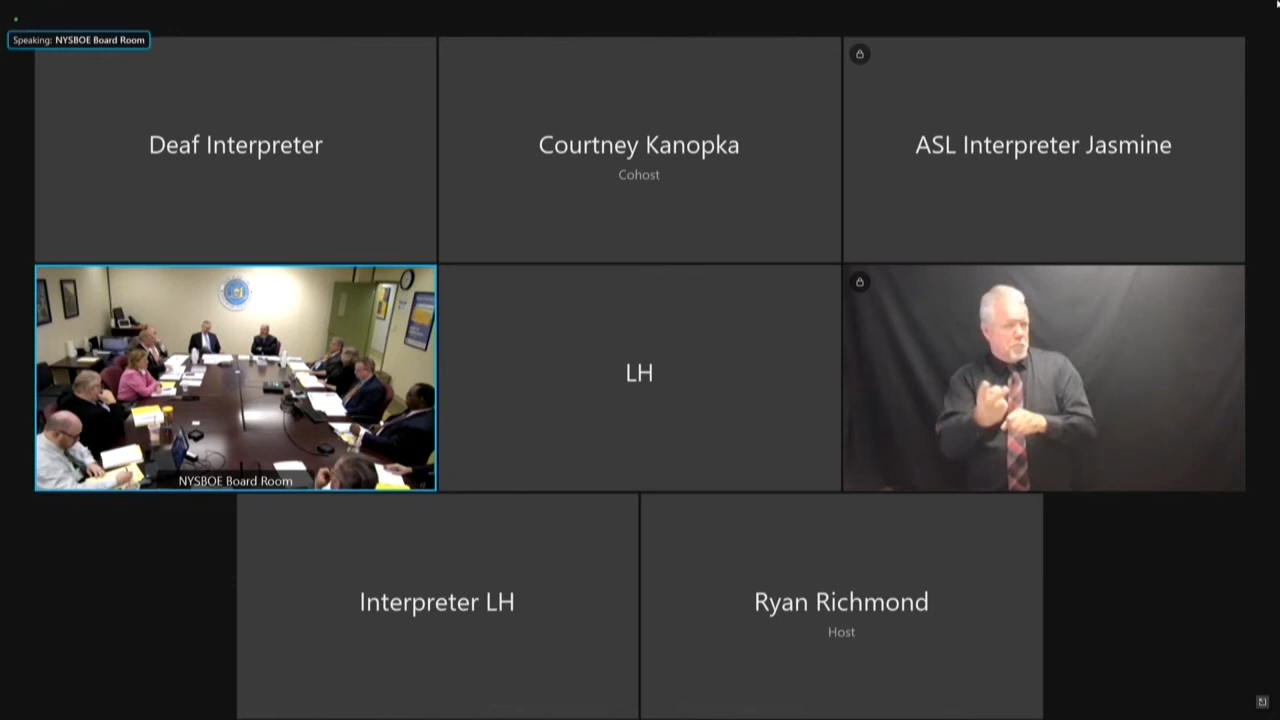 Speaking: NYSBOE Board Room
Deaf Interpreter
Courtney Kanopka
Cohost
ASL Interpreter Jasmine
NYSBOE Board Room
LH
Interpreter LH
Ryan Richmond
Host